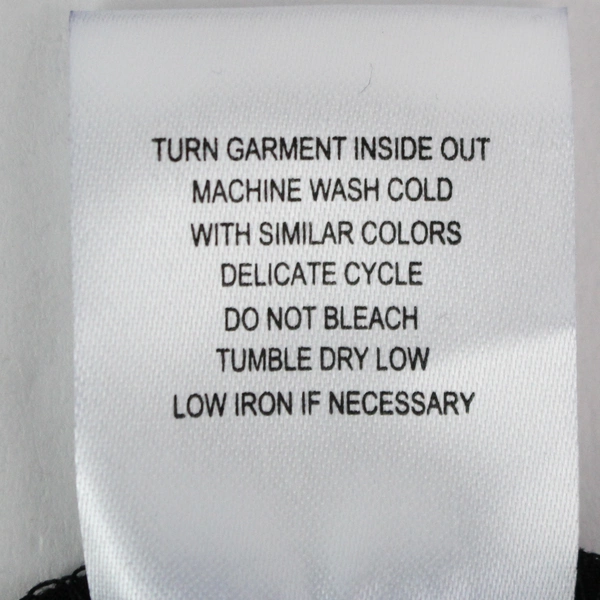 TURN GARMENT INSIDE OUT
MACHINE WASH COLD
WITH SIMILAR COLORS
DELICATE CYCLE
DO NOT BLEACH
TUMBLE DRY LOW
LOW IRON IF NECESSARY